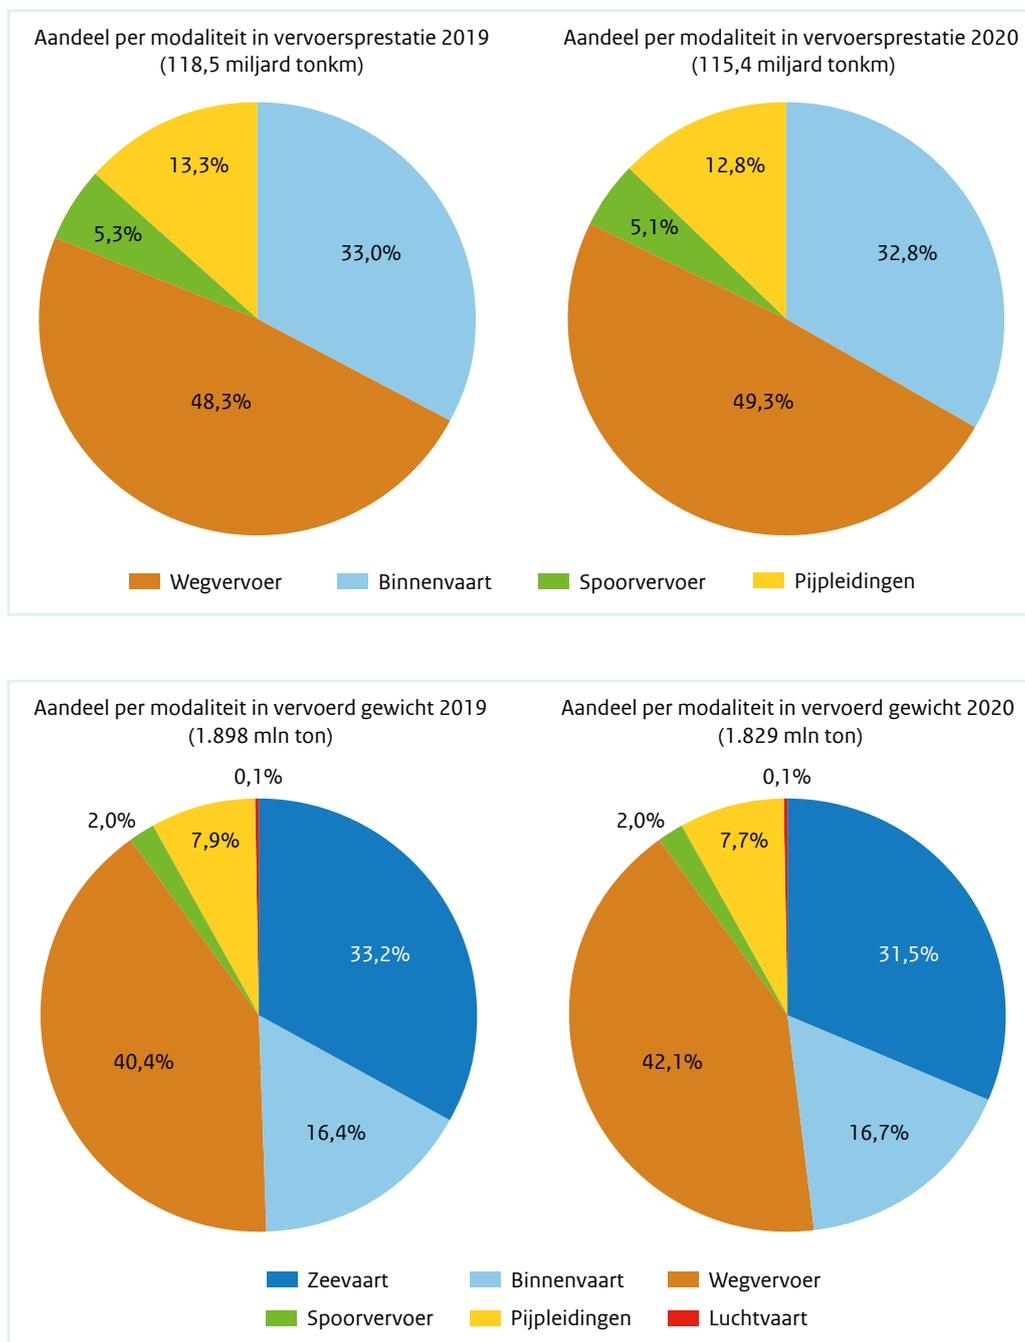 Aandeel per modaliteit in vervoersprestatie 2019
(118,5 miljard tonkm)
13,3%
5,3%
33,0%
48,3%
Aandeel per modaliteit in vervoersprestatie 2020
(115,4 miljard tonkm)
12,8%
5,1%
32,8%
49,3%
Wegvervoer
Binnenvaart
Spoorvervoer
Pijpleidingen
Aandeel per modaliteit in vervoerd gewicht 2019
(1.898 mln ton)
0,1%
2,0%
7,9%
33,2%
40,4%
16,4%
Aandeel per modaliteit in vervoerd gewicht 2020
(1.829 mln ton)
0,1%
2,0%
7,7%
31,5%
42,1%
16,7%
Zeevaart
Binnenvaart
Wegvervoer
Spoorvervoer
Pijpleidingen
Luchtvaart